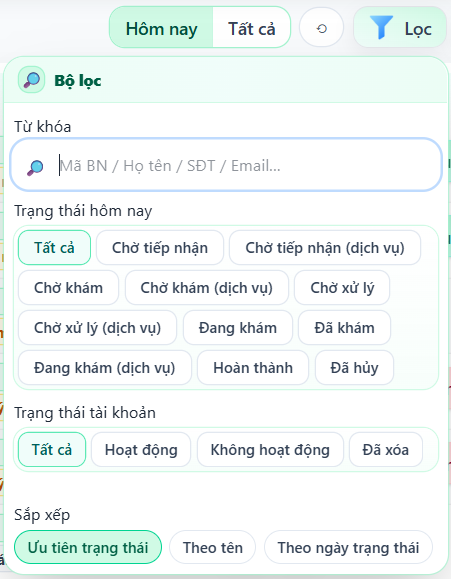 Hôm nay Tất cả Lọc
Bộ lọc
Từ khóa
Mã BN / Họ tên / SĐT / Email...
Trạng thái hôm nay
Tất cả Chờ tiếp nhận Chờ tiếp nhận (dịch vụ)
Chờ khám Chờ khám (dịch vụ) Chờ xử lý
Chờ xử lý (dịch vụ) Đang khám Đã khám
Đang khám (dịch vụ) Hoàn thành Đã hủy
Trạng thái tài khoản
Tất cả Hoạt động Không hoạt động Đã xóa
Sắp xếp
Ưu tiên trạng thái Theo tên Theo ngày trạng thái